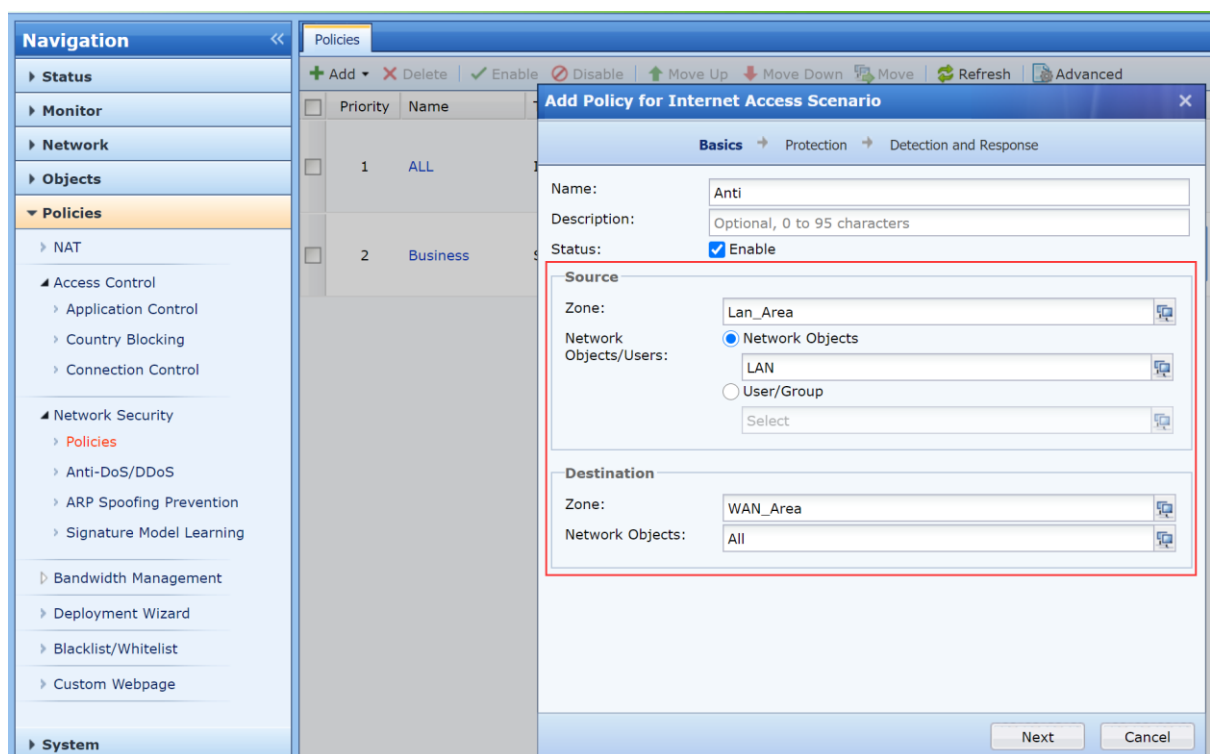 Navigation
Status
Monitor
Network
Objects
Policies
NAT
Access Control
Application Control
Country Blocking
Connection Control
Network Security
Policies
Anti-DoS/DDoS
ARP Spoofing Prevention
Signature Model Learning
Bandwidth Management
Deployment Wizard
Blacklist/Whitelist
Custom Webpage
System
Policies
Add Delete Enable Disable Move Up Move Down Move Refresh Advanced
Priority Name
1 ALL
2 Business
Add Policy for Internet Access Scenario
Basics Protection Detection and Response
Name: Anti
Description: Optional, 0 to 95 characters
Status: Enable
Source
Zone: Lan_Area
Network Objects
Network
Objects/Users:
LAN
User/Group
Select
Destination
Zone: WAN_Area
Network Objects: All
Next Cancel